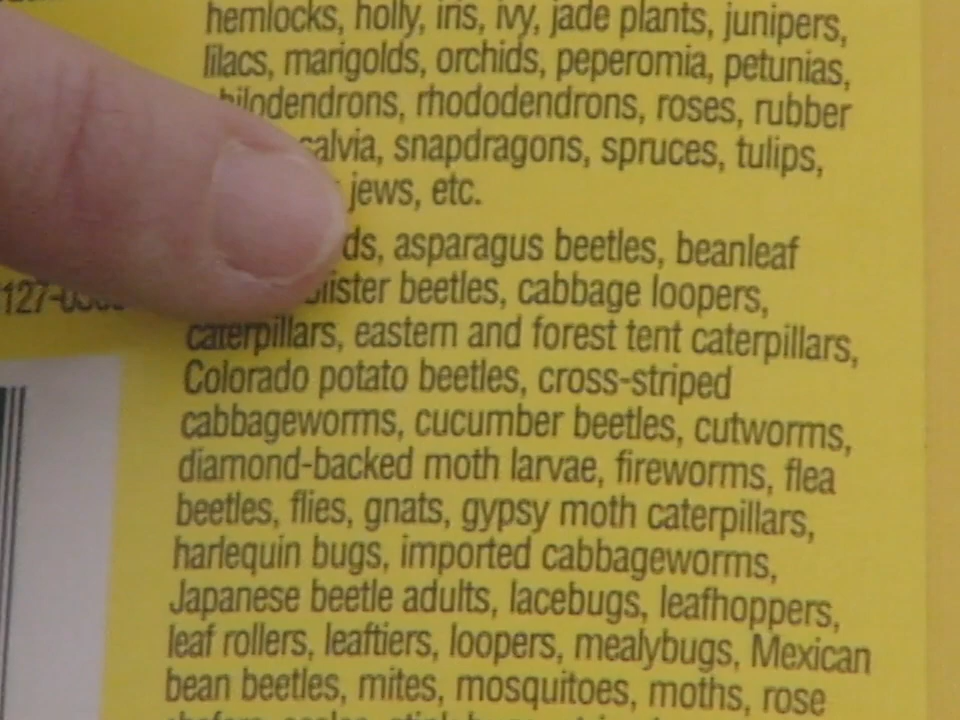 hemlocks, holly, iris, ivy, jade plants, junipers,
lilacs, marigolds, orchids, peperomia, petunias,
philodendrons, rhododendrons, roses, rubber
salvia, snapdragons, spruces, tulips,
jews, etc.
asparagus beetles, beanleaf
blister beetles, cabbage loopers,
caterpillars, eastern and forest tent caterpillars,
Colorado potato beetles, cross-striped
cabbageworms, cucumber beetles, cutworms,
diamond-backed moth larvae, fireworms, flea
beetles, flies, gnats, gypsy moth caterpillars,
harlequin bugs, imported cabbageworms,
Japanese beetle adults, lacebugs, leafhoppers,
leaf rollers, leaftiers, loopers, mealybugs, Mexican
bean beetles, mites, mosquitoes, moths, rose